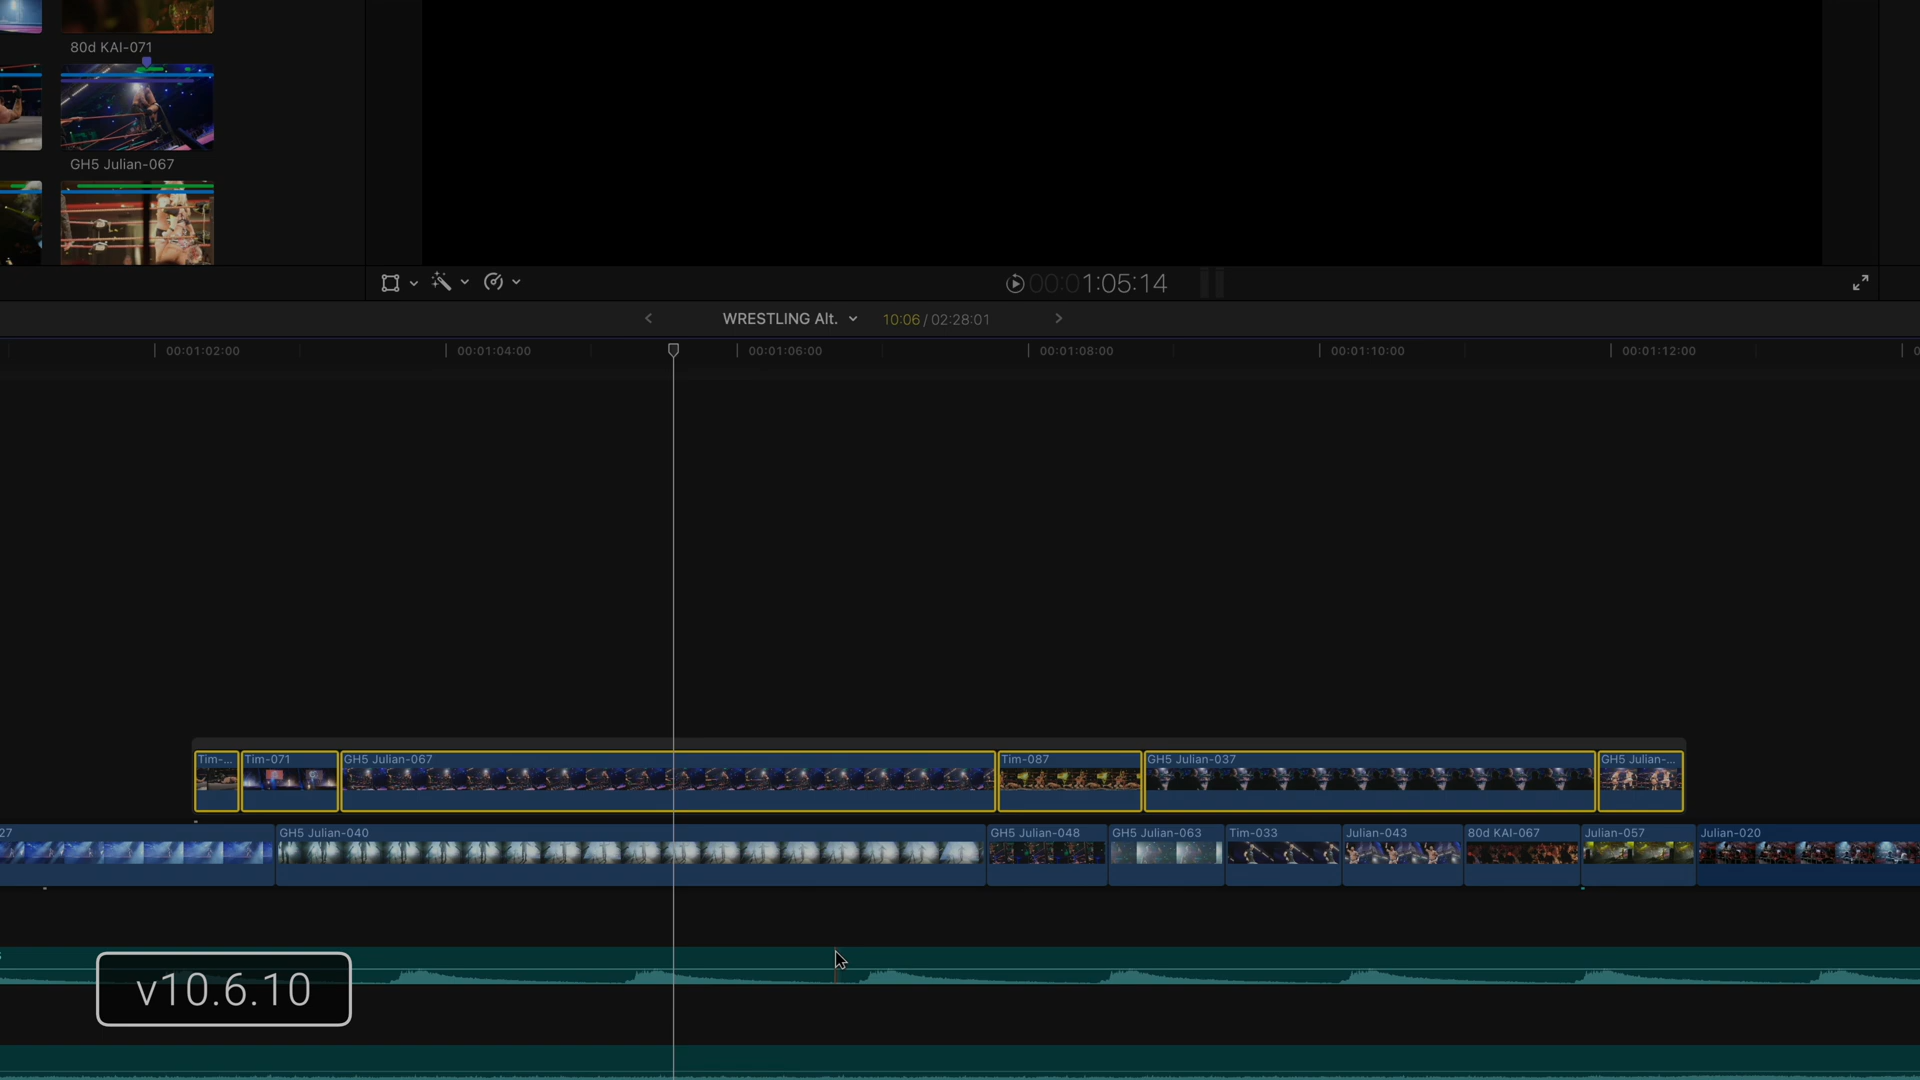 80d KAI-071
GH5 Julian-067
00:01:05:14
WRESTLING Alt.
10:06 / 02:28:01
00:01:02:00
00:01:04:00
00:01:06:00
00:01:08:00
00:01:10:00
00:01:12:00
Tim-...
Tim-071
GH5 Julian-067
Tim-087
GH5 Julian-037
GH5 Julian-...
27
GH5 Julian-040
GH5 Julian-048
GH5 Julian-063
Tim-033
Julian-043
80d KAI-067
Julian-057
Julian-020
v10.6.10